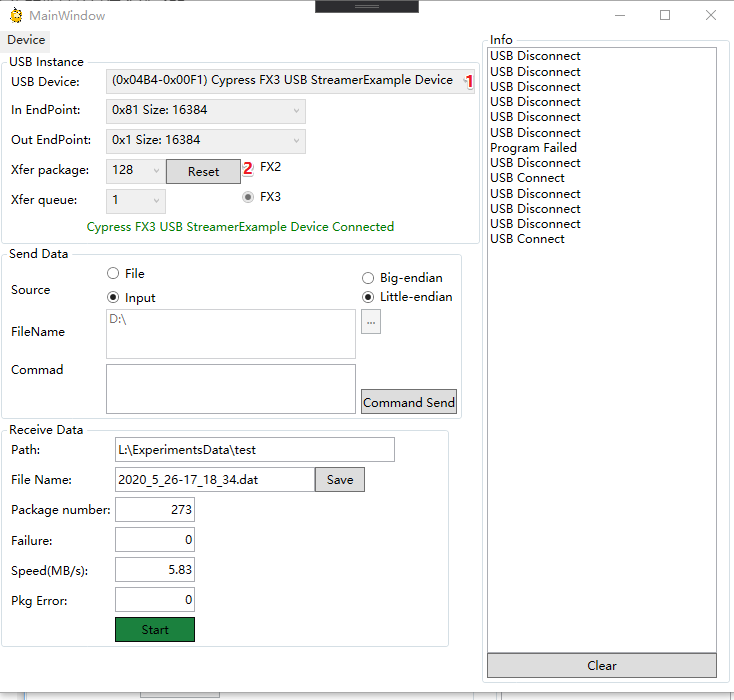 MainWindow
Device
USB Instance
USB Device: (0x04B4-0x00F1) Cypress FX3 USB StreamerExample Device 1
In EndPoint: 0x81 Size: 16384
Out EndPoint: 0x1 Size: 16384
Xfer package: 128 Reset 2 FX2
Xfer queue: 1 FX3
Cypress FX3 USB StreamerExample Device Connected
Send Data
Source
File
Input
Big-endian
Little-endian
FileName D:\ ...
Commad
Command Send
Receive Data
Path: L:\ExperimentsData\test
File Name: 2020_5_26-17_18_34.dat Save
Package number: 273
Failure: 0
Speed(MB/s): 5.83
Pkg Error: 0
Start
Info
USB Disconnect
USB Disconnect
USB Disconnect
USB Disconnect
USB Disconnect
USB Disconnect
Program Failed
USB Disconnect
USB Connect
USB Disconnect
USB Disconnect
USB Disconnect
USB Connect
Clear